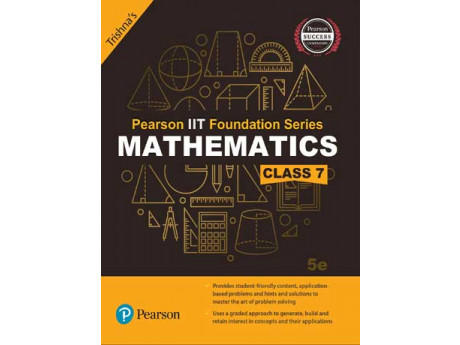 Trishna's
Pearson
SUCCESS
Pearson IIT Foundation Series
MATHEMATICS
CLASS 7
5e
Provides student-friendly content, application
based problems and hints and solutions to
master the art of problem solving
Uses a graded approach to generate, build and
retain interest in concepts and their applications
Pearson